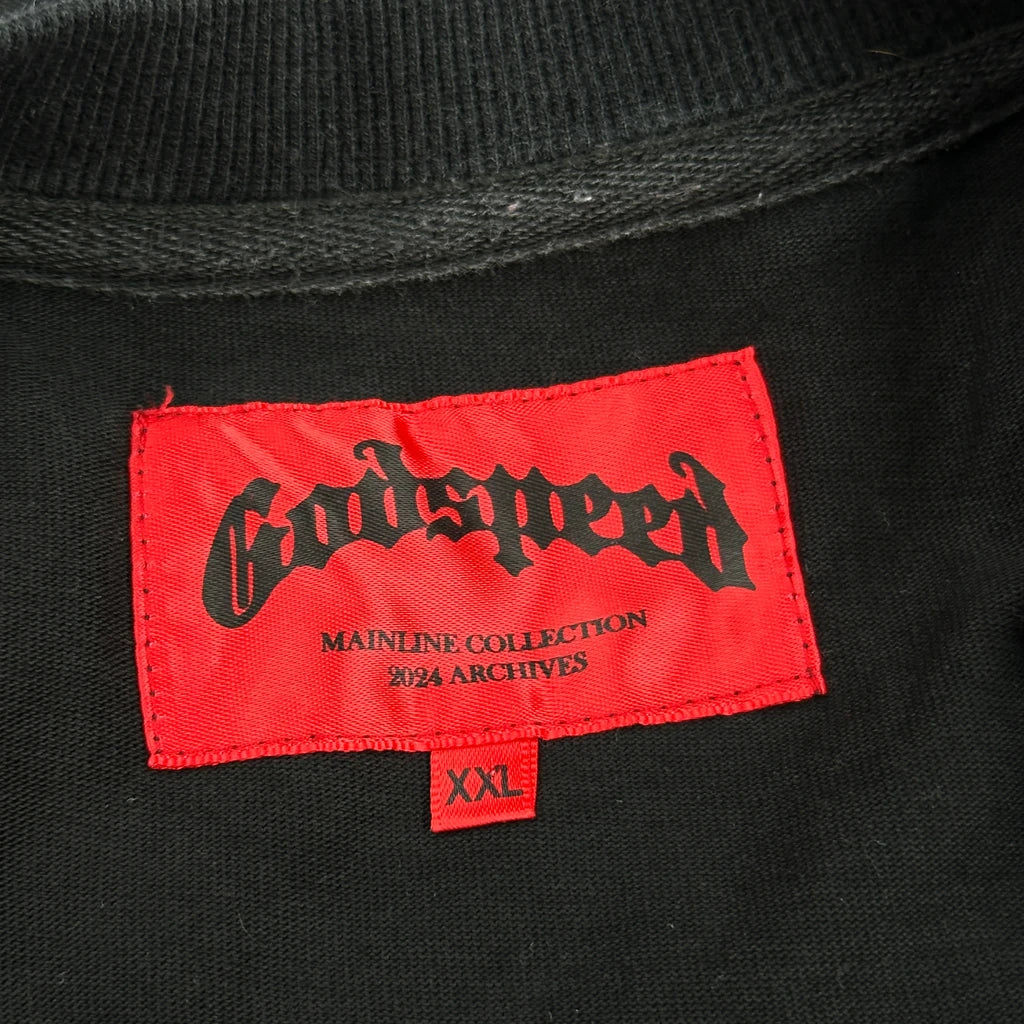 Godspeed
MAINLINE COLLECTION
2024 ARCHIVES
XXL